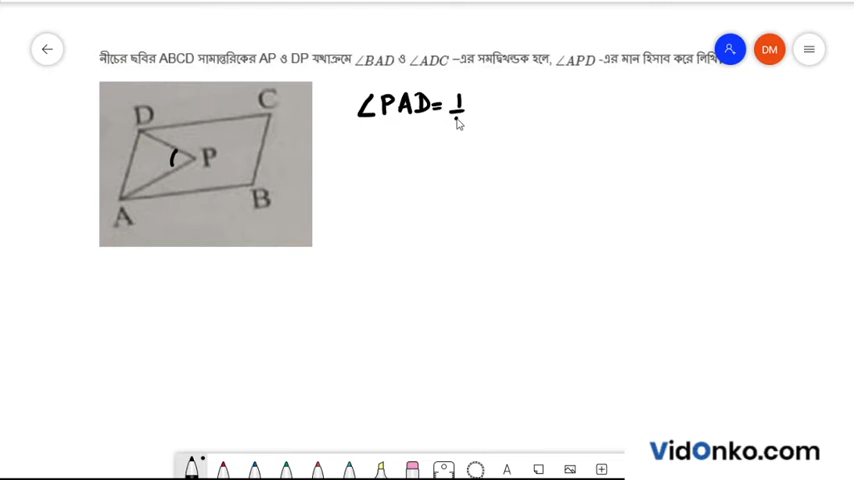 DM
নীচের ছবির ABCD সামান্তরিকের AP ও DP যথাক্রমে ∠BAD ও ∠ADC –এর সমদ্বিখন্ডক হলে, ∠APD -এর মান হিসাব করে লিখি
∠PAD = 1
D
C
P
A
B
A
VidOnko.com